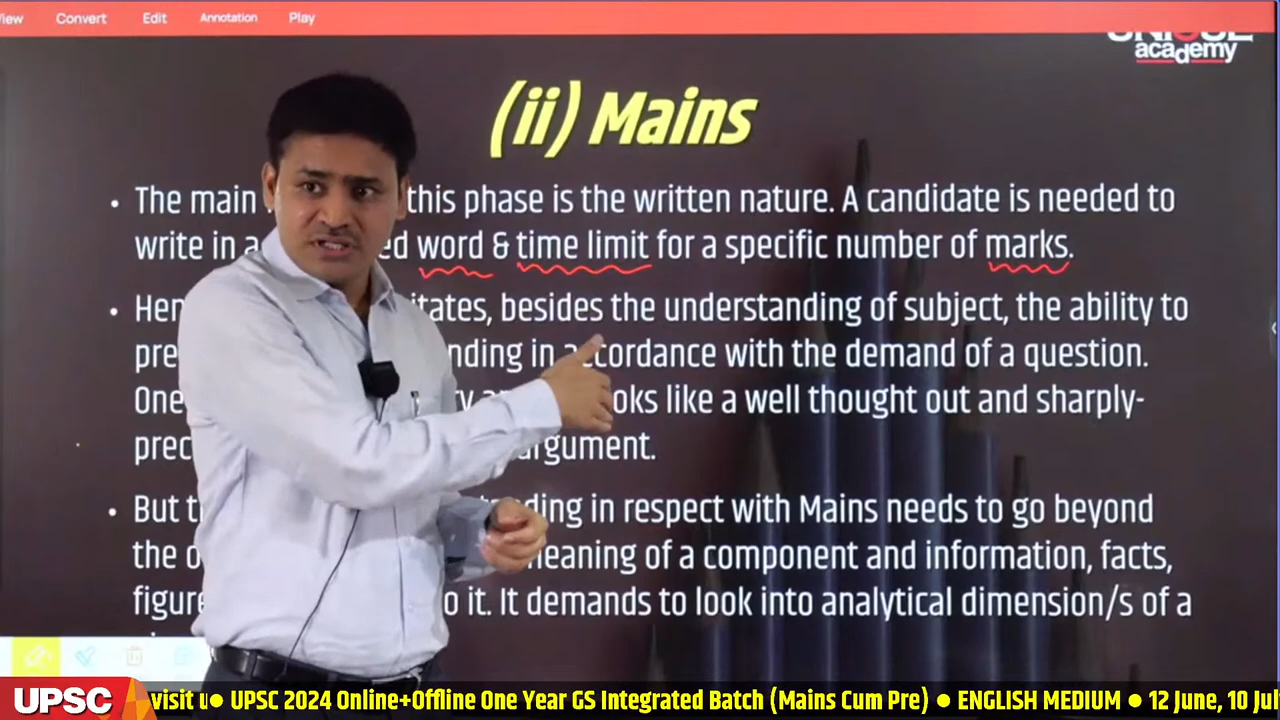 View Convert Edit Annotation Play
UNIQUE
academy
(ii) Mains
• The main this phase is the written nature. A candidate is needed to
write in a ed word & time limit for a specific number of marks.
• Hen itates, besides the understanding of subject, the ability to
pre nding in accordance with the demand of a question.
One ry an ooks like a well thought out and sharply-
prec argument.
• But t nding in respect with Mains needs to go beyond
the o meaning of a component and information, facts,
figure o it. It demands to look into analytical dimension/s of a
UPSC visit u● UPSC 2024 Online+Offline One Year GS Integrated Batch (Mains Cum Pre) ● ENGLISH MEDIUM ● 12 June, 10 Jul